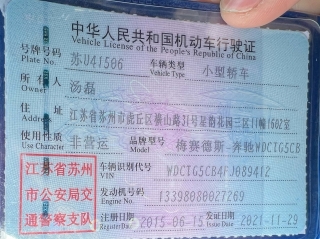 中华人民共和国机动车行驶证
Vehicle License of the People's Republic of China
号牌号码 苏U41506 车辆类型 小型轿车
Plate No. Vehicle Type
所有人 汤磊
Owner
住址 江苏省苏州市虎丘区横山路31号星韵花园三区11幢1602室
Address
使用性质 非营运 品牌型号 梅赛德斯-奔驰WDCTG5CB
Use Character Model
江苏省苏州市公安局交通警察支队
车辆识别代号 WDCTG5CB4FJ089412
VIN
发动机号码 13398080027269
Engine No.
注册日期 2015-06-15 发证日期 2021-11-29
Register Date Issue Date